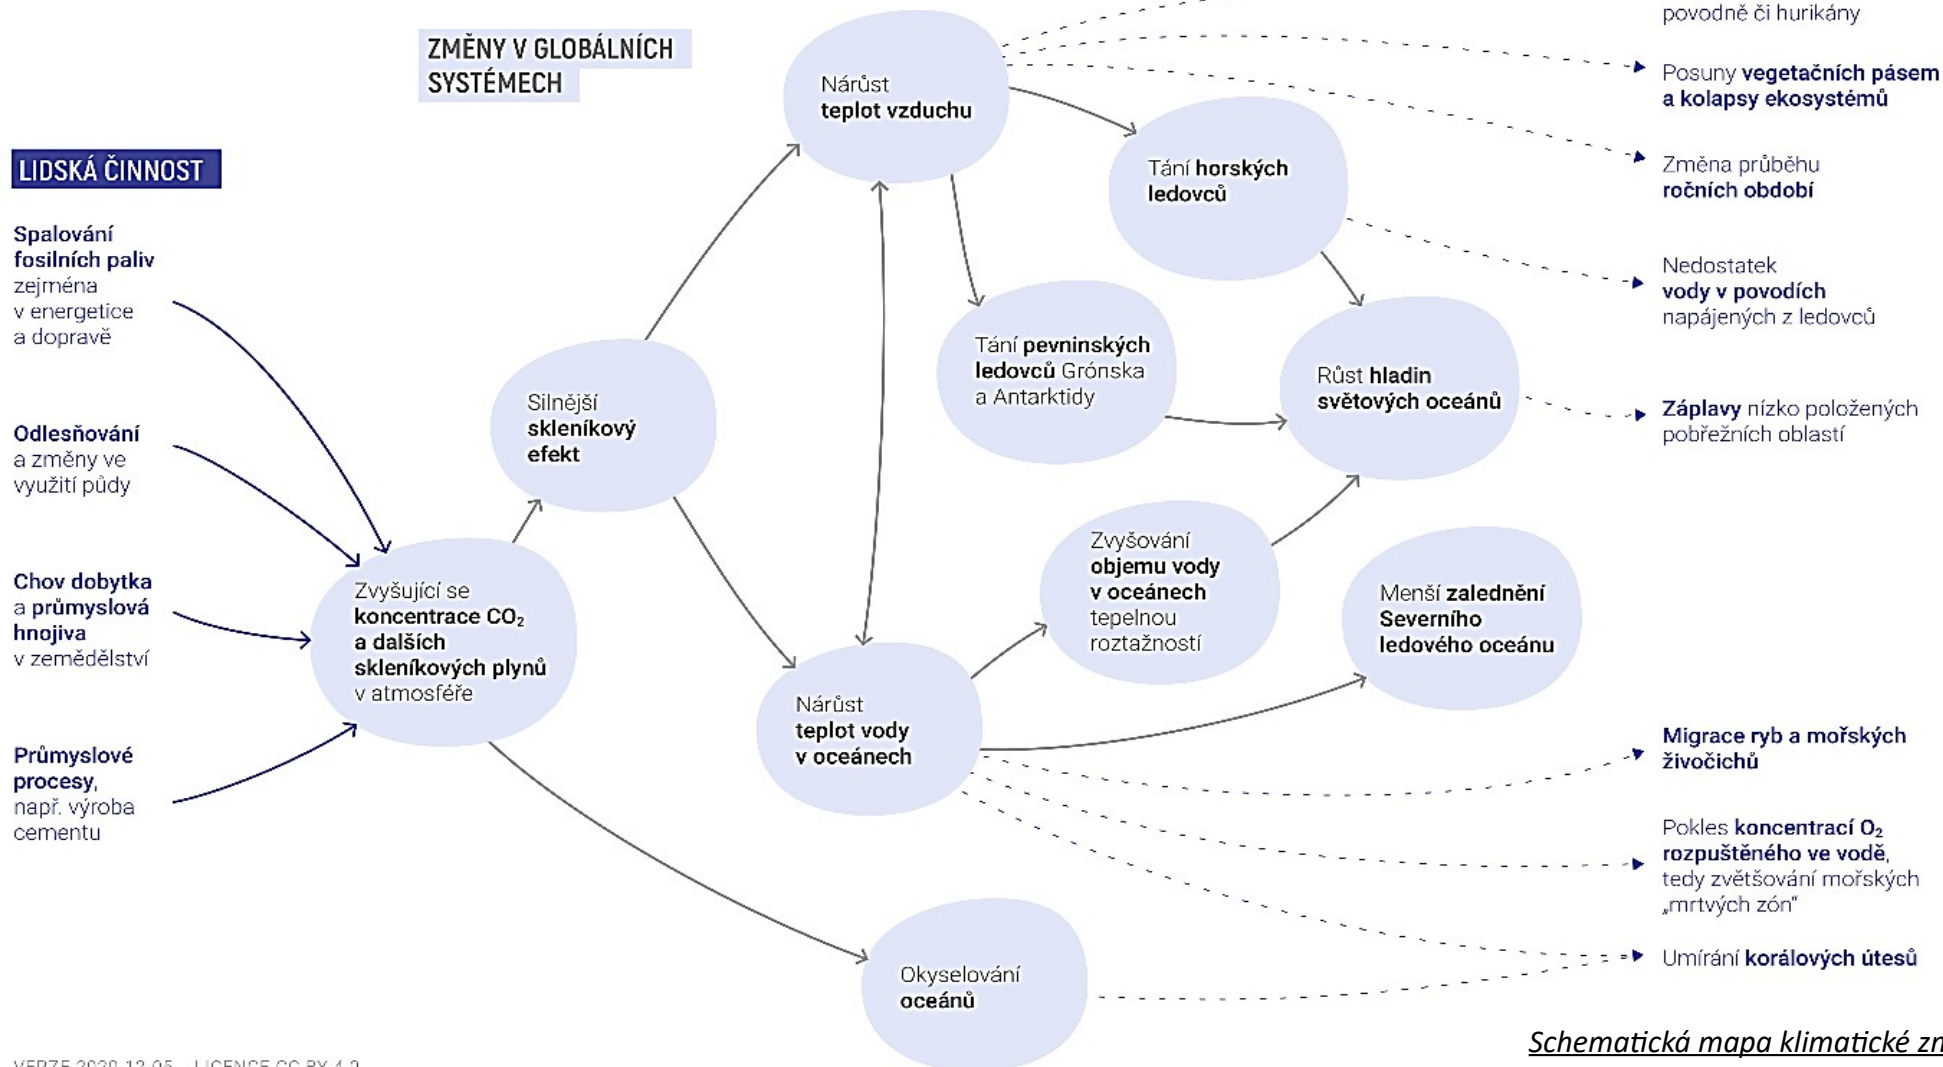 povodně či hurikány
ZMĚNY V GLOBÁLNÍCH
SYSTÉMECH
Nárůst
teplot vzduchu
Posuny vegetačních pásem
a kolapsy ekosystémů
LIDSKÁ ČINNOST
Tání horských
ledovců
Změna průběhu
ročních období
Spalování
fosilních paliv
zejména
v energetice
a dopravě
Nedostatek
vody v povodích
napájených z ledovců
Tání pevninských
ledovců Grónska
a Antarktidy
Růst hladin
světových oceánů
Silnější
skleníkový
efekt
Záplavy nízko položených
pobřežních oblastí
Odlesňování
a změny ve
využití půdy
Zvyšování
objemu vody
v oceánech
tepelnou
roztažností
Chov dobytka
a průmyslová
hnojiva
v zemědělství
Zvyšující se
koncentrace CO₂
a dalších
skleníkových plynů
v atmosféře
Menší zalednění
Severního
ledového oceánu
Nárůst
teplot vody
v oceánech
Migrace ryb a mořských
živočichů
Průmyslové
procesy,
např. výroba
cementu
Pokles koncentrací O₂
rozpuštěného ve vodě,
tedy zvětšování mořských
„mrtvých zón“
Umírání korálových útesů
Okyselování
oceánů
Schematická mapa klimatické